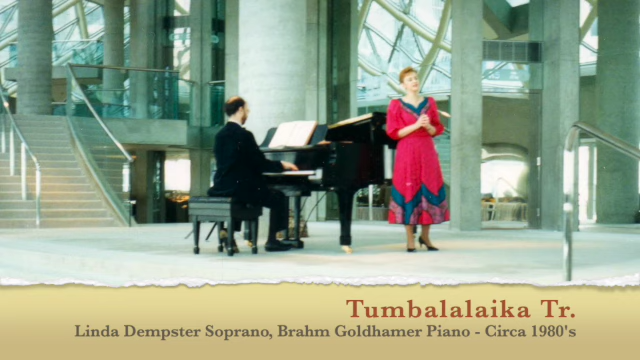 Tumbalalaika Tr.
Linda Dempster Soprano, Brahm Goldhamer Piano - Circa 1980's